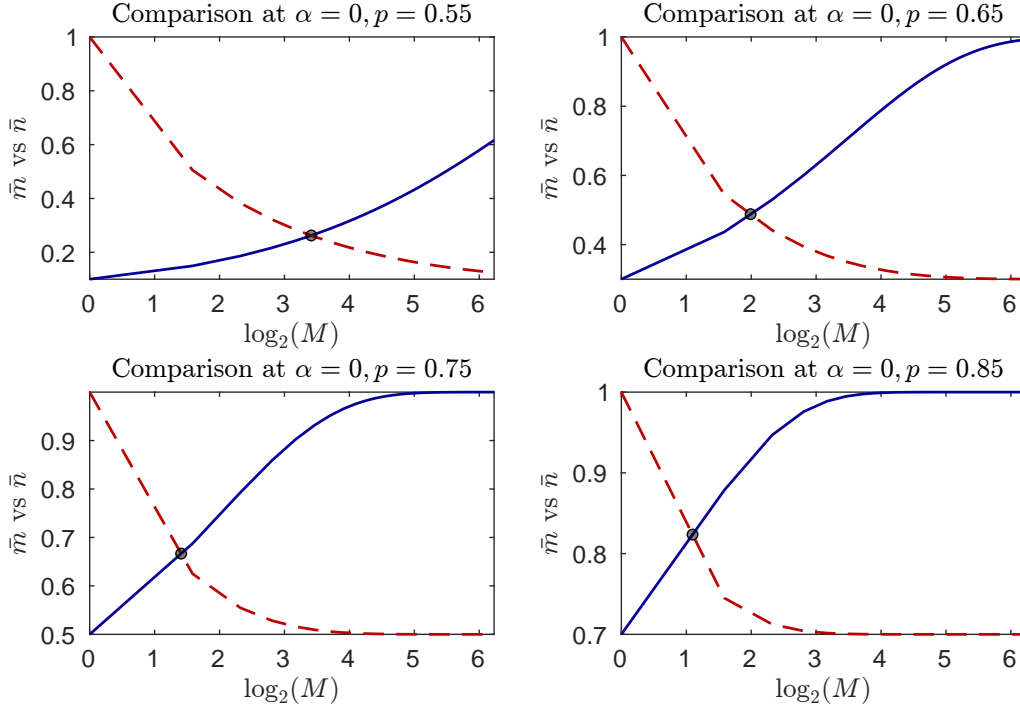 Comparison at α = 0, p = 0.55
1
0.8
0.6
0.4
0.2
m̄ vs n̄
0 1 2 3 4 5 6
log₂(M)
Comparison at α = 0, p = 0.65
1
0.8
0.6
0.4
m̄ vs n̄
0 1 2 3 4 5 6
log₂(M)
Comparison at α = 0, p = 0.75
0.9
0.8
0.7
0.6
0.5
m̄ vs n̄
0 1 2 3 4 5 6
log₂(M)
Comparison at α = 0, p = 0.85
1
0.9
0.8
0.7
m̄ vs n̄
0 1 2 3 4 5 6
log₂(M)